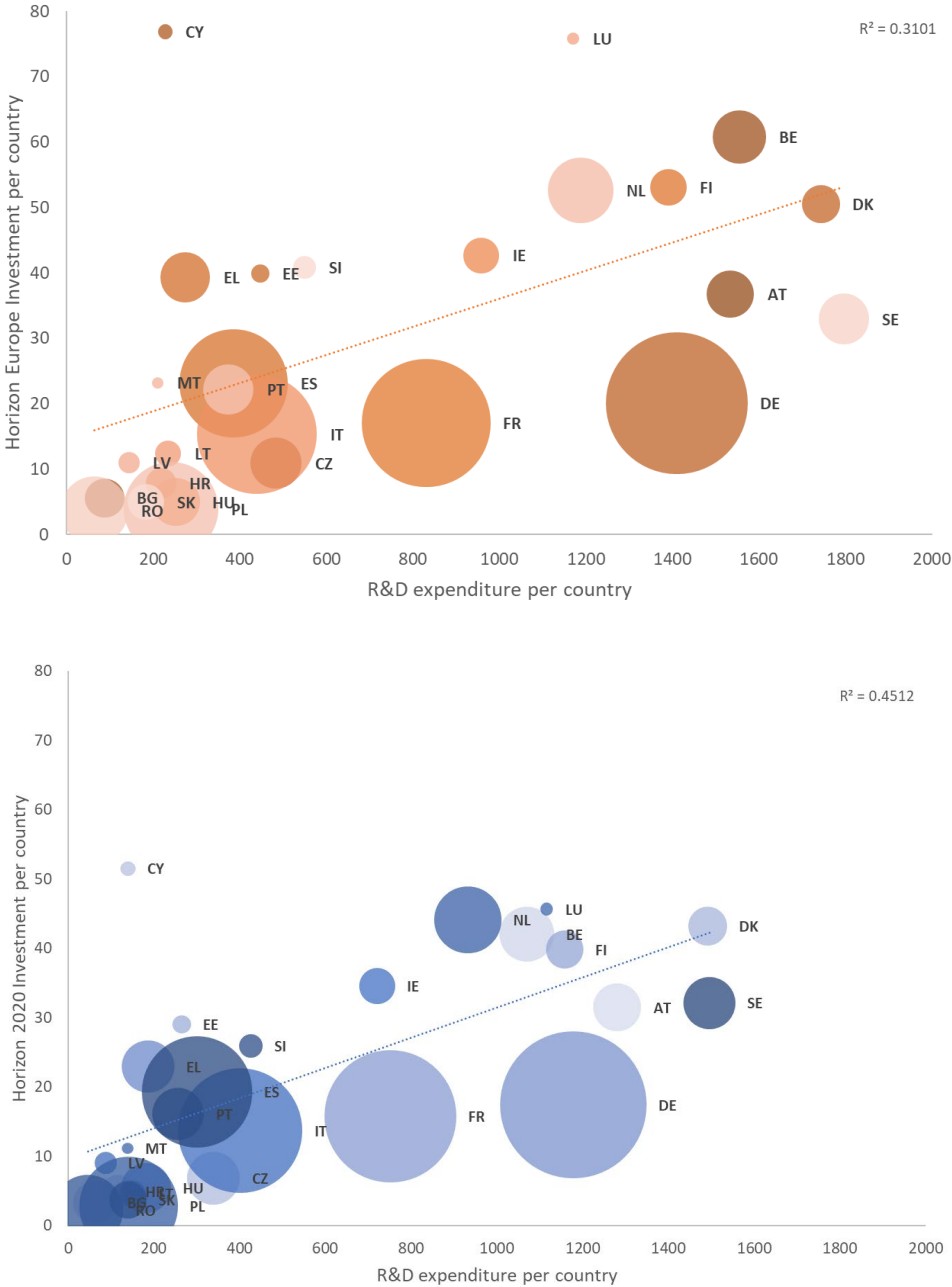 80
CY
LU
R² = 0.3101
70
60
BE
NL
FI
50
DK
IE
40
EL
EE
SI
AT
SE
30
MT
PT
ES
20
FR
DE
IT
LV
LT
CZ
10
HR
BG
SK
HU
RO
PL
0
0 200 400 600 800 1000 1200 1400 1600 1800 2000
R&D expenditure per country
Horizon Europe Investment per country
80
R² = 0.4512
70
60
CY
50
LU
NL
DK
BE
FI
40
IE
AT
SE
30
EE
SI
EL
20
ES
PT
FR
DE
IT
MT
10
LV
CZ
HR
LT
HU
SK
BG
RO
PL
0
0 200 400 600 800 1000 1200 1400 1600 1800 2000
R&D expenditure per country
Horizon 2020 Investment per country